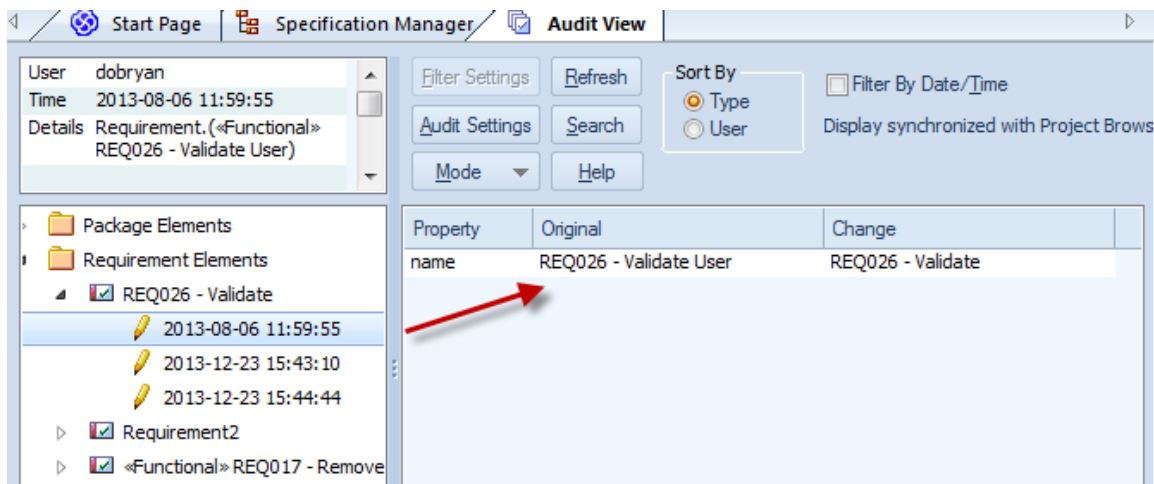 Start Page
Specification Manager
Audit View
User dobryan
Time 2013-08-06 11:59:55
Details Requirement.(«Functional»
REQ026 - Validate User)
Filter Settings
Refresh
Audit Settings
Search
Mode
Help
Sort By
Type
User
Filter By Date/Time
Display synchronized with Project Brows
Package Elements
Requirement Elements
REQ026 - Validate
2013-08-06 11:59:55
2013-12-23 15:43:10
2013-12-23 15:44:44
Requirement2
«Functional» REQ017 - Remove
Property Original Change
name REQ026 - Validate User REQ026 - Validate